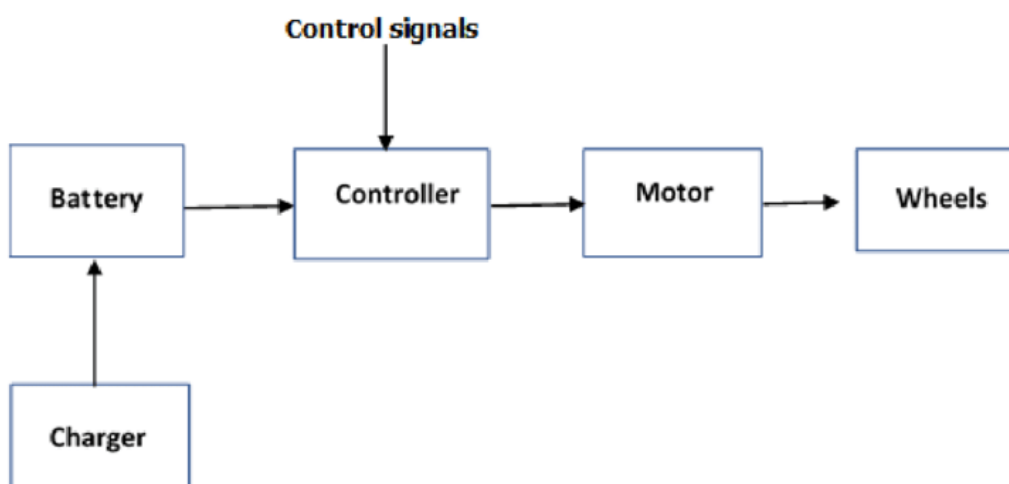 Control signals
Battery
Controller
Motor
Wheels
Charger